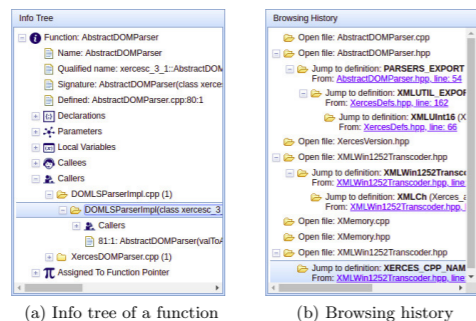 Info Tree
Function: AbstractDOMParser
Name: AbstractDOMParser
Qualified name: xercesc_3_1::AbstractDOM
Signature: AbstractDOMParser(class xerces
Defined: AbstractDOMParser.cpp:80:1
Declarations
Parameters
Local Variables
Callees
Callers
DOMLSParserImpl.cpp (1)
DOMLSParserImpl(class xercesc_3
Callers
81:1: AbstractDOMParser(valToA
XercesDOMParser.cpp (1)
Assigned To Function Pointer
(a) Info tree of a function
Browsing History
Open file: AbstractDOMParser.cpp
Open file: AbstractDOMParser.hpp
Jump to definition: PARSERS_EXPORT
From: AbstractDOMParser.hpp, line: 54
Jump to definition: XMLUTIL_EXPOR
From: XercesDefs.hpp, line: 162
Jump to definition: XMLUInt16 (X
From: XercesDefs.hpp, line: 66
Open file: XercesVersion.hpp
Open file: XMLWin1252Transcoder.hpp
Jump to definition: XMLWin1252Transco
From: XMLWin1252Transcoder.hpp, line
Jump to definition: XMLCh (Xerces_a
From: XMLWin1252Transcoder.hpp, l
Open file: XMemory.cpp
Open file: XMemory.hpp
Open file: XMLWin1252Transcoder.hpp
Jump to definition: XERCES_CPP_NAM
From: XMLWin1252Transcoder.hpp, line
(b) Browsing history